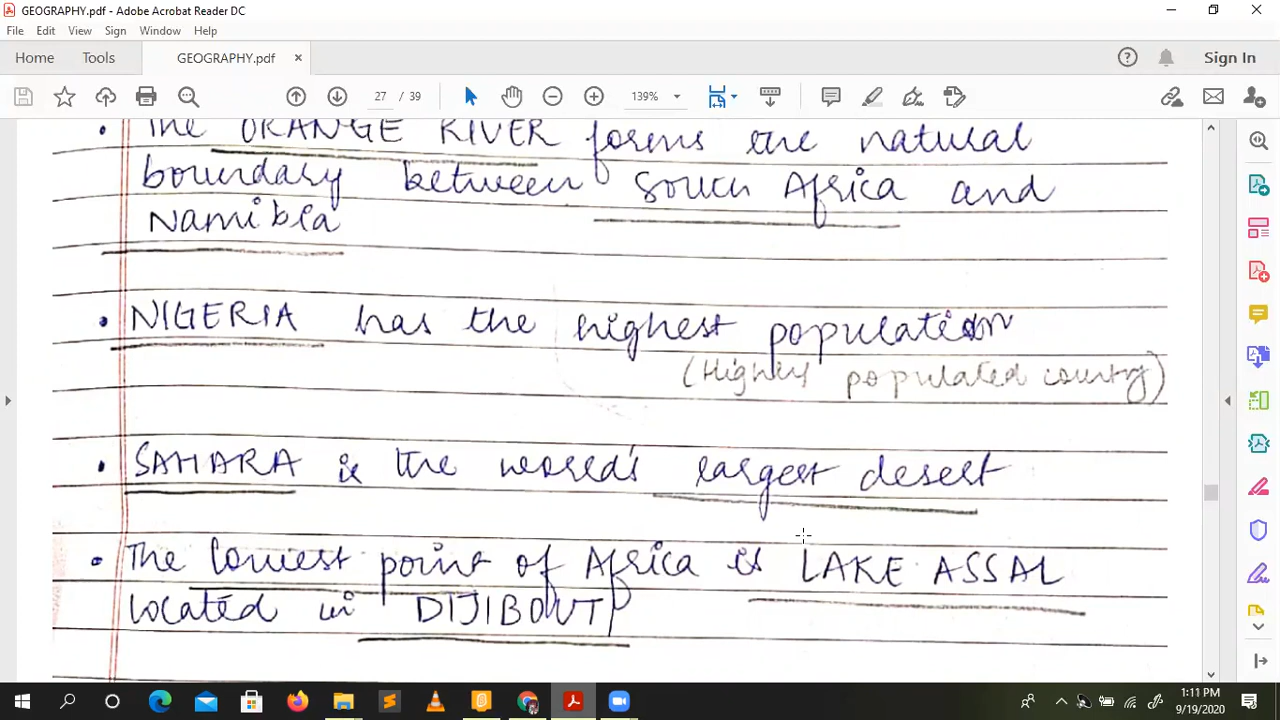 GEOGRAPHY.pdf - Adobe Acrobat Reader DC
File Edit View Sign Window Help
Home Tools GEOGRAPHY.pdf × Sign In
27 / 39 139%
• The ORANGE RIVER forms the natural
boundary between South Africa and
Namibia
• NIGERIA has the highest population
(Highly populated country)
• SAHARA is the world's largest desert
• The lowest point of Africa is LAKE ASSAL
located in DIJIBOUTI
1:11 PM
9/19/2020